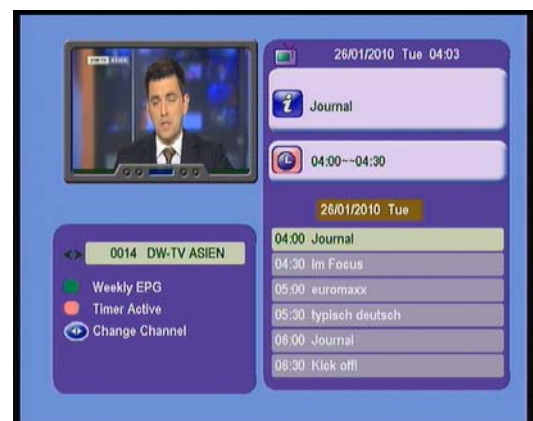 26/01/2010 Tue 04:03
Journal
04:00~~04:30
26/01/2010 Tue
04:00 Journal
04:30 Im Focus
05:00 euromaxx
05:30 typisch deutsch
06:00 Journal
06:30 Kick off!
0014 DW-TV ASIEN
Weekly EPG
Timer Active
Change Channel